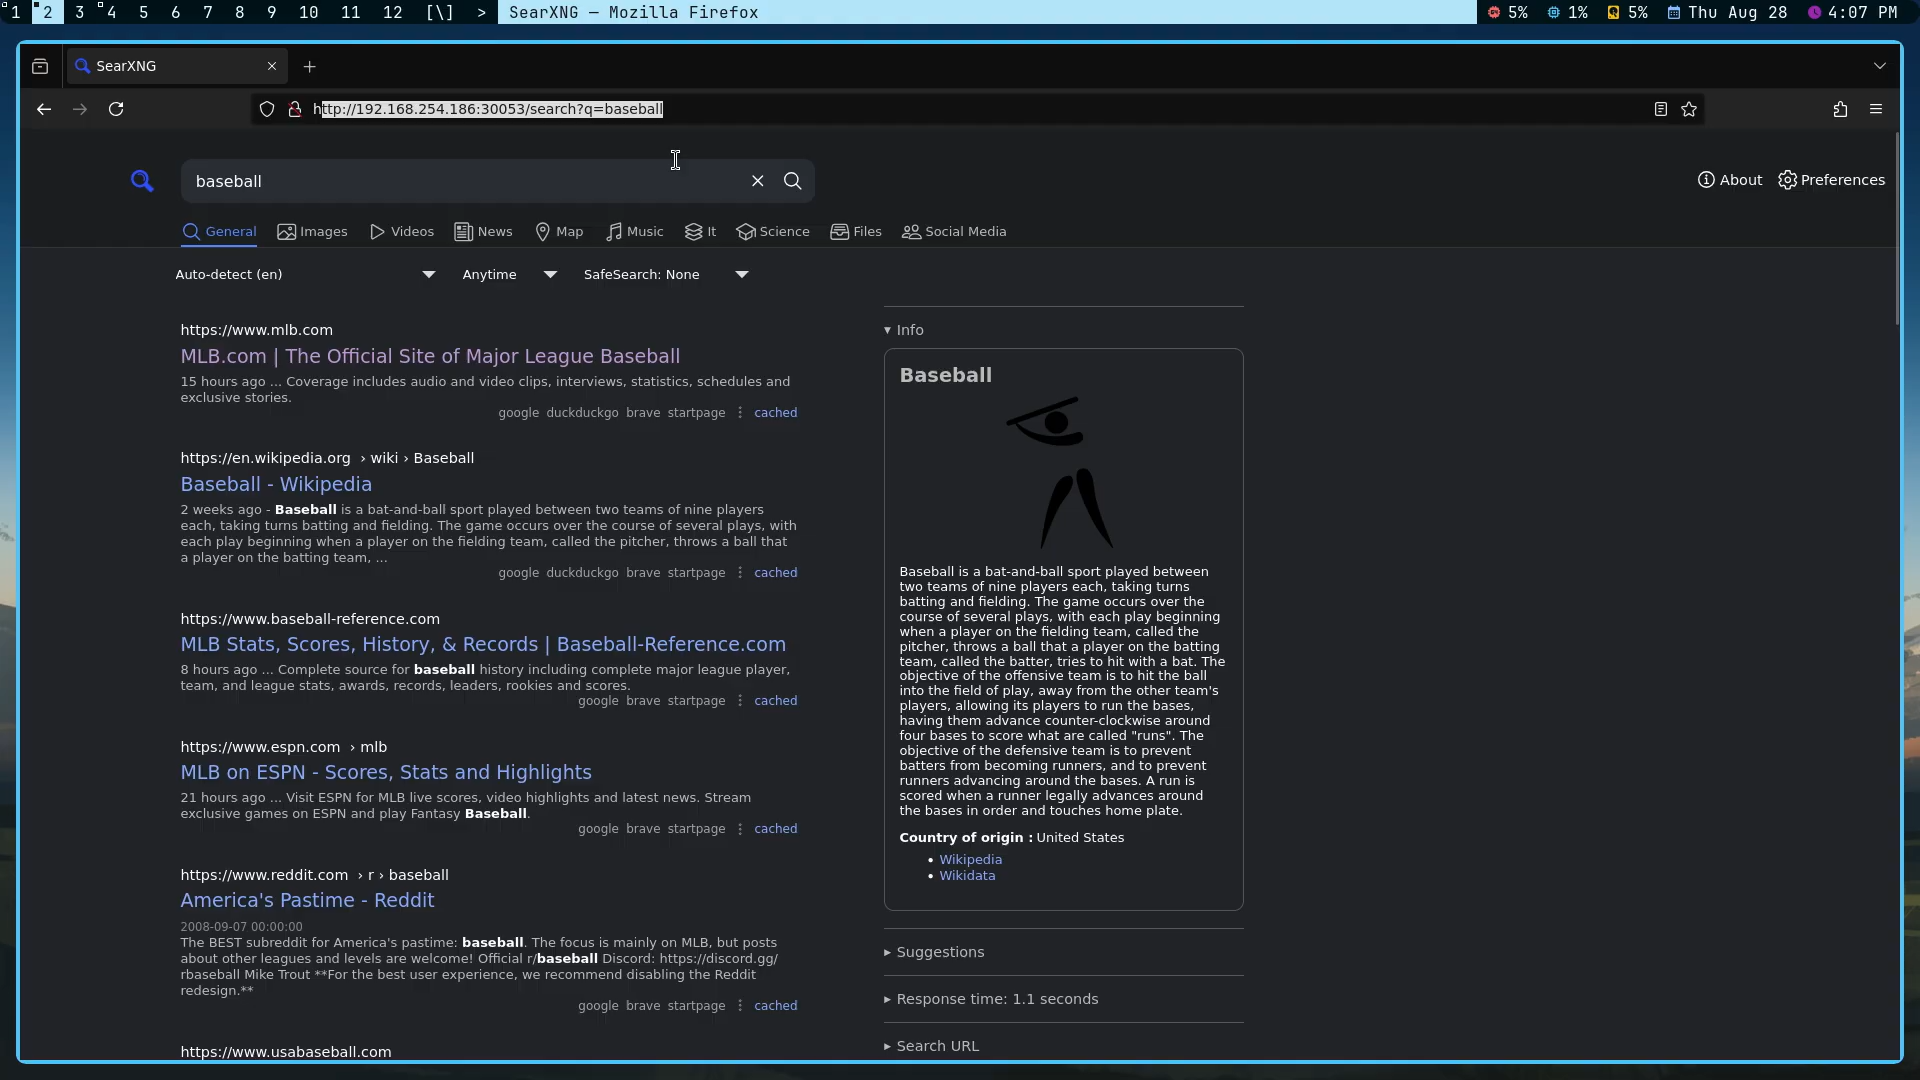 1 2 3 4 5 6 7 8 9 10 11 12 [\] > SearXNG — Mozilla Firefox 5% 1% 5% Thu Aug 28 4:07 PM
SearXNG
http://192.168.254.186:30053/search?q=baseball
baseball
About Preferences
General Images Videos News Map Music It Science Files Social Media
Auto-detect (en) Anytime SafeSearch: None
https://www.mlb.com
MLB.com | The Official Site of Major League Baseball
15 hours ago ... Coverage includes audio and video clips, interviews, statistics, schedules and
exclusive stories.
google duckduckgo brave startpage ⋮ cached
https://en.wikipedia.org › wiki › Baseball
Baseball - Wikipedia
2 weeks ago - Baseball is a bat-and-ball sport played between two teams of nine players
each, taking turns batting and fielding. The game occurs over the course of several plays, with
each play beginning when a player on the fielding team, called the pitcher, throws a ball that
a player on the batting team, ...
google duckduckgo brave startpage ⋮ cached
https://www.baseball-reference.com
MLB Stats, Scores, History, & Records | Baseball-Reference.com
8 hours ago ... Complete source for baseball history including complete major league player,
team, and league stats, awards, records, leaders, rookies and scores.
google brave startpage ⋮ cached
https://www.espn.com › mlb
MLB on ESPN - Scores, Stats and Highlights
21 hours ago ... Visit ESPN for MLB live scores, video highlights and latest news. Stream
exclusive games on ESPN and play Fantasy Baseball.
google brave startpage ⋮ cached
https://www.reddit.com › r › baseball
America's Pastime - Reddit
2008-09-07 00:00:00
The BEST subreddit for America's pastime: baseball. The focus is mainly on MLB, but posts
about other leagues and levels are welcome! Official r/baseball Discord: https://discord.gg/
rbaseball Mike Trout **For the best user experience, we recommend disabling the Reddit
redesign.**
google brave startpage ⋮ cached
https://www.usabaseball.com
▾ Info
Baseball
Baseball is a bat-and-ball sport played between
two teams of nine players each, taking turns
batting and fielding. The game occurs over the
course of several plays, with each play beginning
when a player on the fielding team, called the
pitcher, throws a ball that a player on the batting
team, called the batter, tries to hit with a bat. The
objective of the offensive team is to hit the ball
into the field of play, away from the other team's
players, allowing its players to run the bases,
having them advance counter-clockwise around
four bases to score what are called "runs". The
objective of the defensive team is to prevent
batters from becoming runners, and to prevent
runners advancing around the bases. A run is
scored when a runner legally advances around
the bases in order and touches home plate.
Country of origin : United States
• Wikipedia
• Wikidata
▸ Suggestions
▸ Response time: 1.1 seconds
▸ Search URL